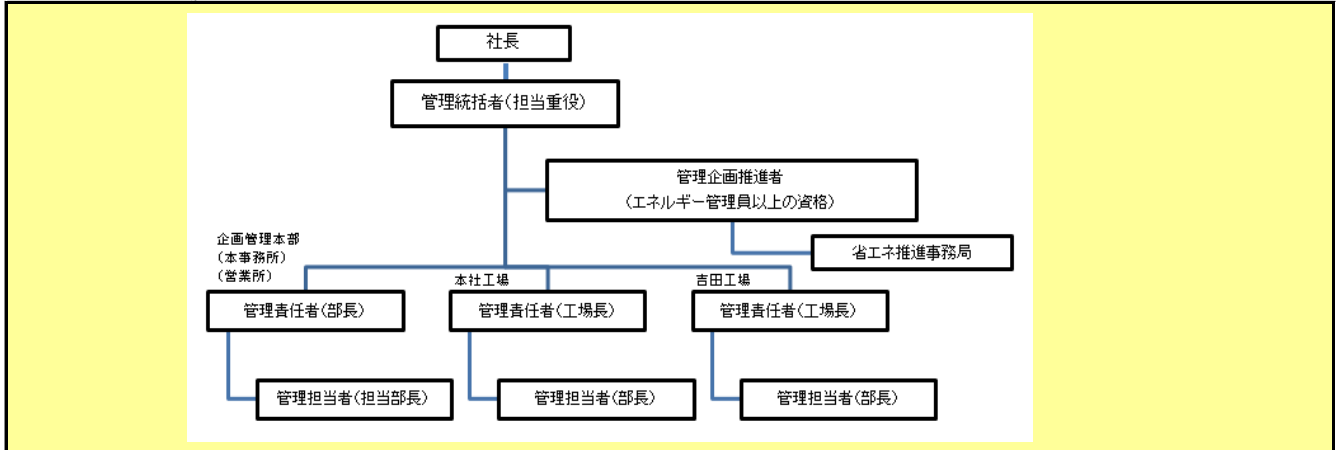 社長
管理統括者(担当重役)
管理企画推進者
(エネルギー管理員以上の資格)
省エネ推進事務局
企画管理本部
(本事務所)
(営業所)
本社工場
吉田工場
管理責任者(部長)
管理責任者(工場長)
管理責任者(工場長)
管理担当者(担当部長)
管理担当者(部長)
管理担当者(部長)